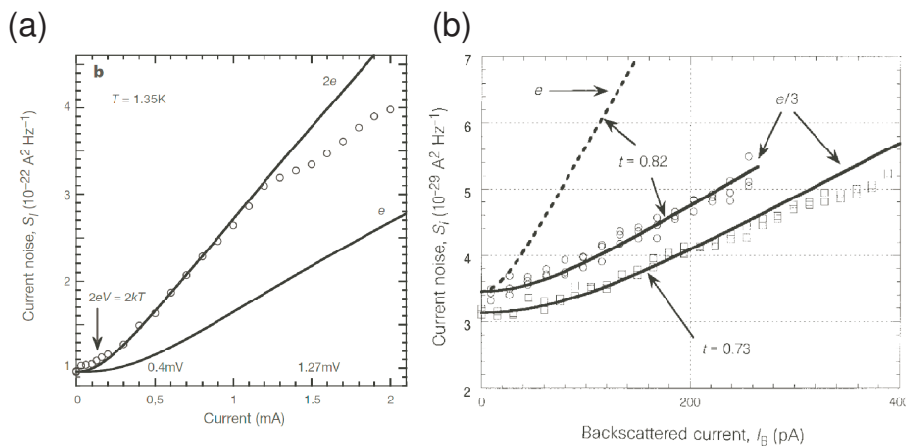 (a)
b
T = 1.35K
2e
e
2eV = 2kT
0.4mV
1.27mV
4
3
2
1
0
0,5
1
1.5
2
Current noise, S_I (10⁻²² A² Hz⁻¹)
Current (mA)
(b)
e
e/3
t = 0.82
t = 0.73
7
6
5
4
3
2
0
200
400
Current noise, S_I (10⁻²⁹ A² Hz⁻¹)
Backscattered current, I_B (pA)